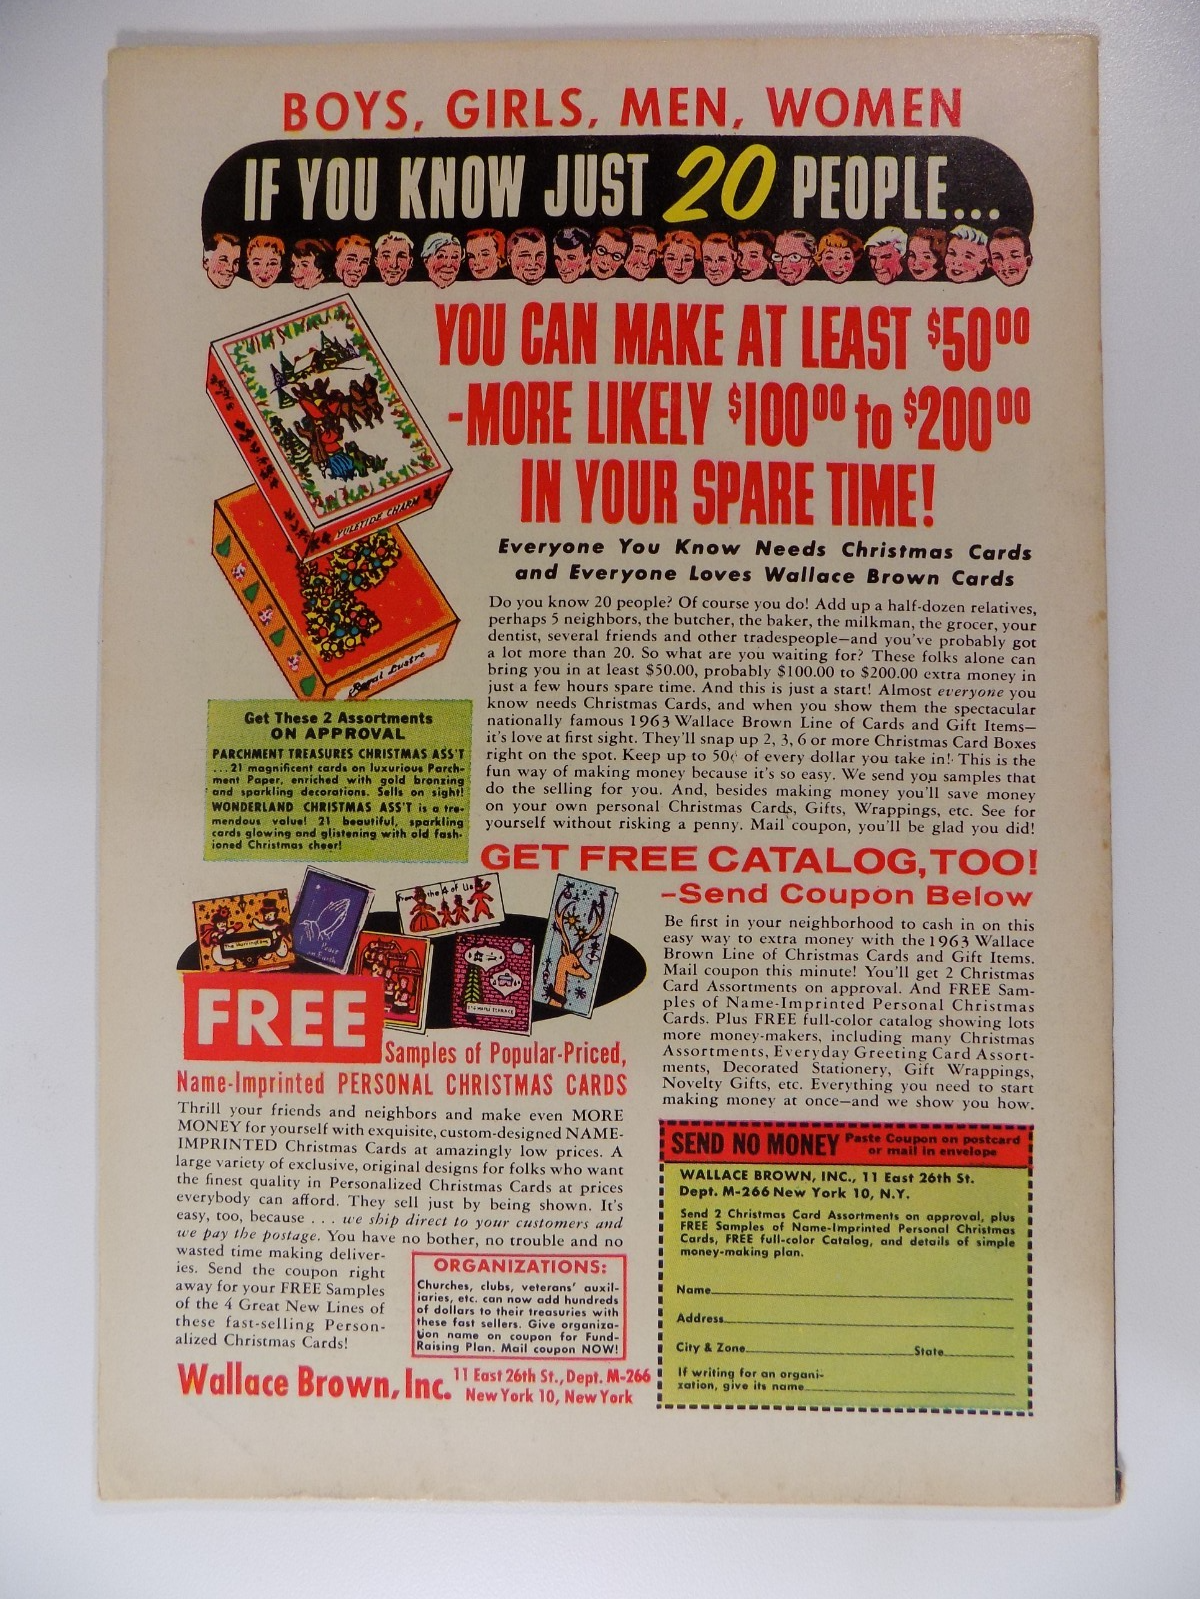 BOYS, GIRLS, MEN, WOMEN
IF YOU KNOW JUST 20 PEOPLE...
YOU CAN MAKE AT LEAST $50.00
-MORE LIKELY $100.00 to $200.00
IN YOUR SPARE TIME!
YULETIDE CHARM
Royal Lustre
Everyone You Know Needs Christmas Cards
and Everyone Loves Wallace Brown Cards
Do you know 20 people? Of course you do! Add up a half-dozen relatives,
perhaps 5 neighbors, the butcher, the baker, the milkman, the grocer, your
dentist, several friends and other tradespeople—and you've probably got
a lot more than 20. So what are you waiting for? These folks alone can
bring you in at least $50.00, probably $100.00 to $200.00 extra money in
just a few hours spare time. And this is just a start! Almost everyone you
know needs Christmas Cards, and when you show them the spectacular
nationally famous 1963 Wallace Brown Line of Cards and Gift Items—
it's love at first sight. They'll snap up 2, 3, 6 or more Christmas Card Boxes
right on the spot. Keep up to 50¢ of every dollar you take in! This is the
fun way of making money because it's so easy. We send you samples that
do the selling for you. And, besides making money you'll save money
on your own personal Christmas Cards, Gifts, Wrappings, etc. See for
yourself without risking a penny. Mail coupon, you'll be glad you did!
Get These 2 Assortments
ON APPROVAL
PARCHMENT TREASURES CHRISTMAS ASS'T
...21 magnificent cards on luxurious Parch-
ment Paper, enriched with gold bronzing
and sparkling decorations. Sells on sight!
WONDERLAND CHRISTMAS ASS'T is a tre-
mendous value! 21 beautiful, sparkling
cards glowing and glistening with old fash-
ioned Christmas cheer!
GET FREE CATALOG, TOO!
-Send Coupon Below
Be first in your neighborhood to cash in on this
easy way to extra money with the 1963 Wallace
Brown Line of Christmas Cards and Gift Items.
Mail coupon this minute! You'll get 2 Christmas
Card Assortments on approval. And FREE Sam-
ples of Name-Imprinted Personal Christmas
Cards. Plus FREE full-color catalog showing lots
more money-makers, including many Christmas
Assortments, Everyday Greeting Card Assort-
ments, Decorated Stationery, Gift Wrappings,
Novelty Gifts, etc. Everything you need to start
making money at once—and we show you how.
Peace on Earth
From the 4 of Us
FREE
Samples of Popular-Priced,
Name-Imprinted PERSONAL CHRISTMAS CARDS
Thrill your friends and neighbors and make even MORE
MONEY for yourself with exquisite, custom-designed NAME-
IMPRINTED Christmas Cards at amazingly low prices. A
large variety of exclusive, original designs for folks who want
the finest quality in Personalized Christmas Cards at prices
everybody can afford. They sell just by being shown. It's
easy, too, because . . . we ship direct to your customers and
we pay the postage. You have no bother, no trouble and no
wasted time making deliver-
ies. Send the coupon right
away for your FREE Samples
of the 4 Great New Lines of
these fast-selling Person-
alized Christmas Cards!
ORGANIZATIONS:
Churches, clubs, veterans' auxil-
iaries, etc. can now add hundreds
of dollars to their treasuries with
these fast sellers. Give organiza-
tion name on coupon for Fund-
Raising Plan. Mail coupon NOW!
Wallace Brown, Inc. 11 East 26th St., Dept. M-266
New York 10, New York
SEND NO MONEY Paste Coupon on postcard
or mail in envelope
WALLACE BROWN, INC., 11 East 26th St.
Dept. M-266 New York 10, N.Y.
Send 2 Christmas Card Assortments on approval, plus
FREE Samples of Name-Imprinted Personal Christmas
Cards, FREE full-color Catalog, and details of simple
money-making plan.
Name
Address
City & Zone State
If writing for an organi-
zation, give its name